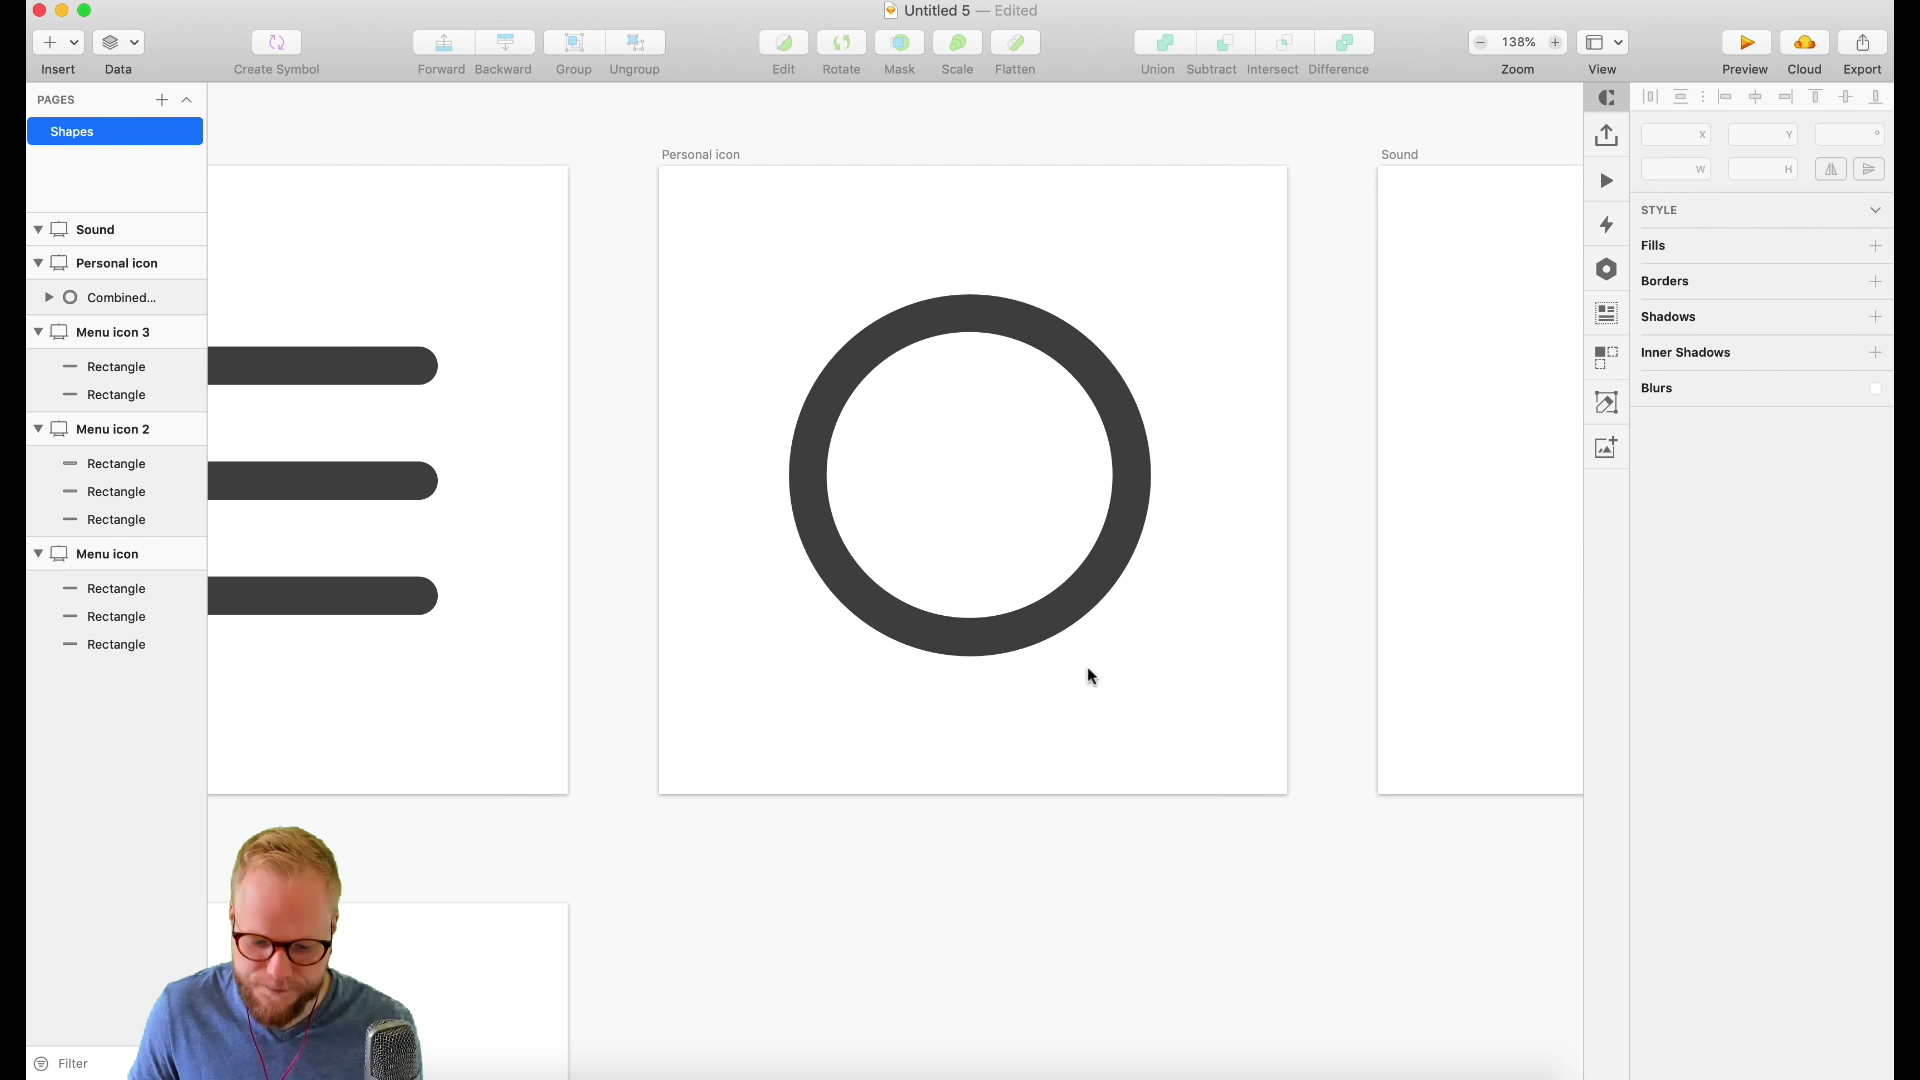 Untitled 5 — Edited
Insert
Data
Create Symbol
Forward
Backward
Group
Ungroup
Edit
Rotate
Mask
Scale
Flatten
Union
Subtract
Intersect
Difference
138%
Zoom
View
Preview
Cloud
Export
PAGES
Shapes
Sound
Personal icon
Combined...
Menu icon 3
Rectangle
Rectangle
Menu icon 2
Rectangle
Rectangle
Rectangle
Menu icon
Rectangle
Rectangle
Rectangle
Filter
Personal icon
Sound
X
Y
°
W
H
STYLE
Fills
Borders
Shadows
Inner Shadows
Blurs